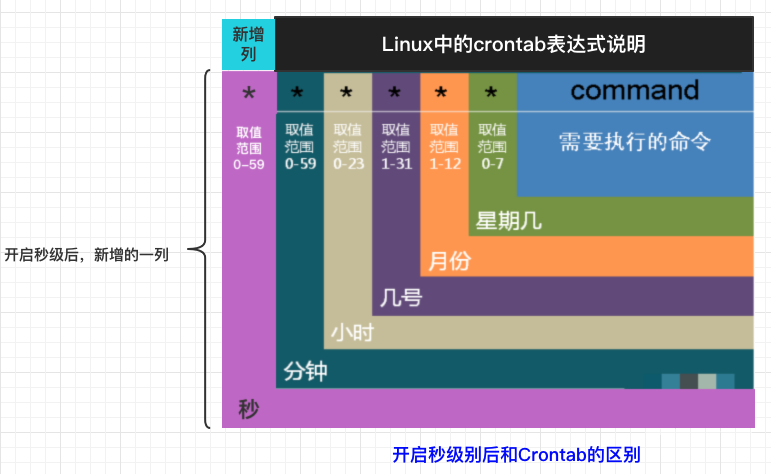 新增
列
Linux中的crontab表达式说明
* * * * * * command
取值
范围
0-59
取值
范围
0-59
取值
范围
0-23
取值
范围
1-31
取值
范围
1-12
取值
范围
0-7
需要执行的命令
星期几
开启秒级后，新增的一列
月份
几号
小时
分钟
秒
开启秒级别后和Crontab的区别